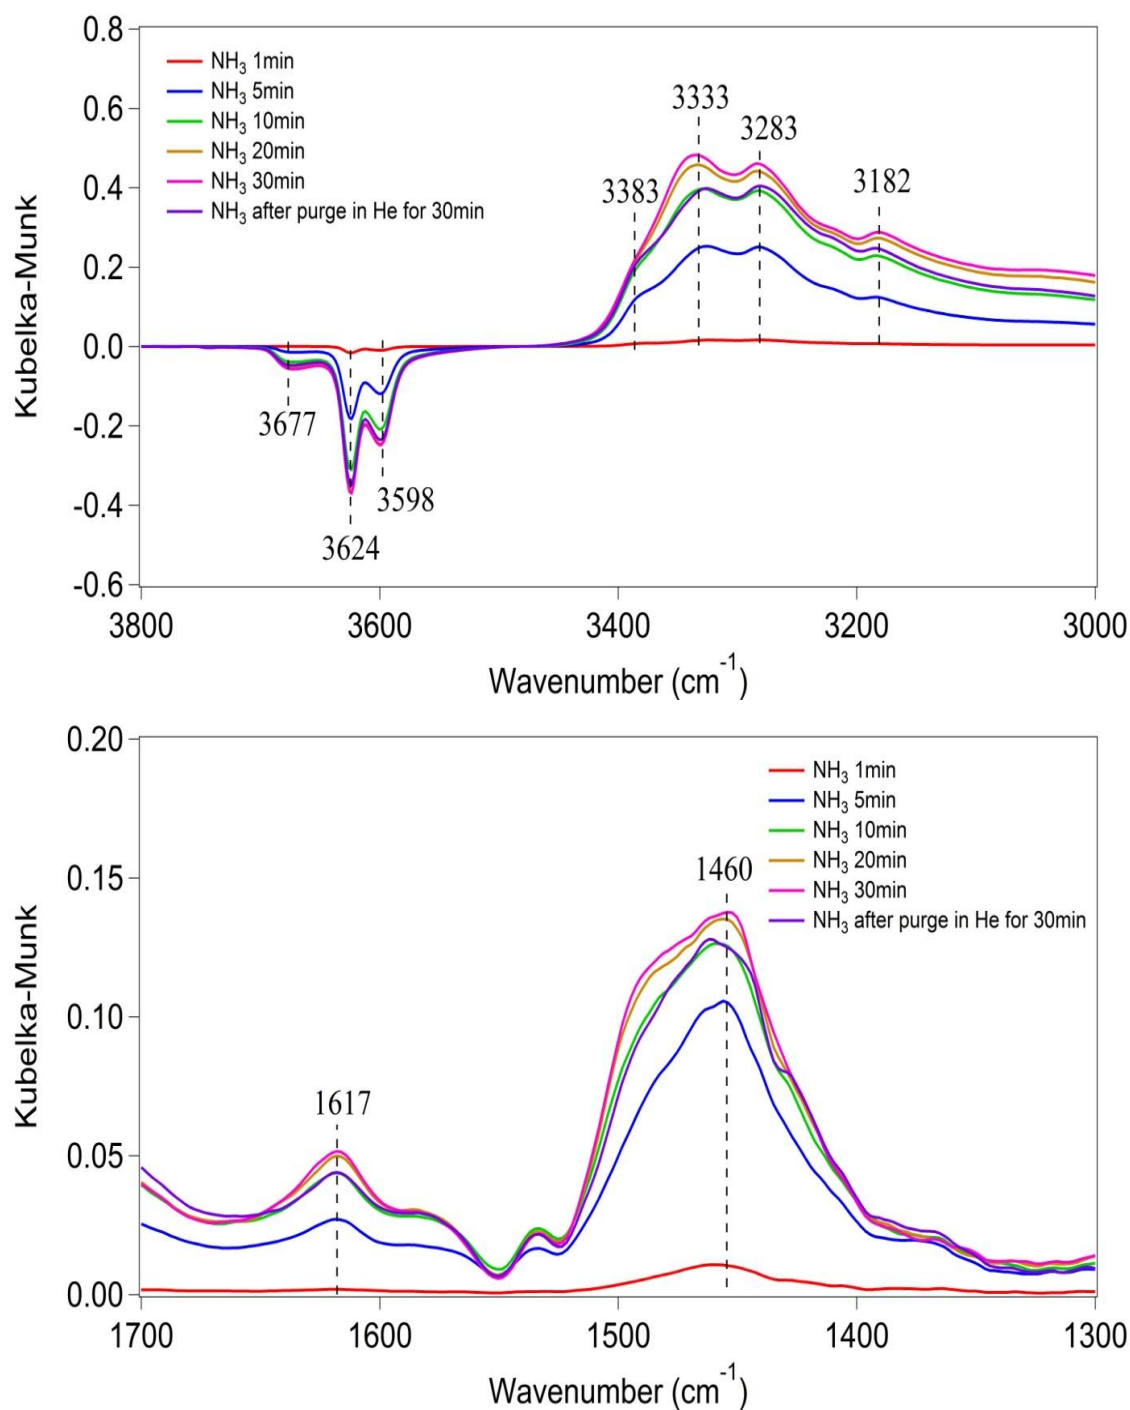 0.8
0.6
0.4
0.2
0.0
-0.2
-0.4
-0.6
Kubelka-Munk
NH₃ 1min
NH₃ 5min
NH₃ 10min
NH₃ 20min
NH₃ 30min
NH₃ after purge in He for 30min
3333
3283
3383
3182
3677
3598
3624
3800
3600
3400
3200
3000
Wavenumber (cm⁻¹)
0.20
0.15
0.10
0.05
0.00
Kubelka-Munk
NH₃ 1min
NH₃ 5min
NH₃ 10min
NH₃ 20min
NH₃ 30min
NH₃ after purge in He for 30min
1460
1617
1700
1600
1500
1400
1300
Wavenumber (cm⁻¹)